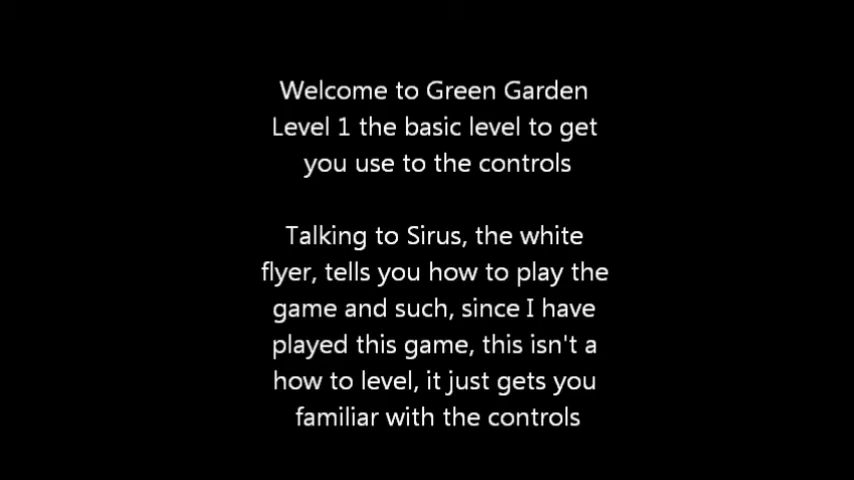 Welcome to Green Garden
Level 1 the basic level to get
you use to the controls
Talking to Sirus, the white
flyer, tells you how to play the
game and such, since I have
played this game, this isn't a
how to level, it just gets you
familiar with the controls